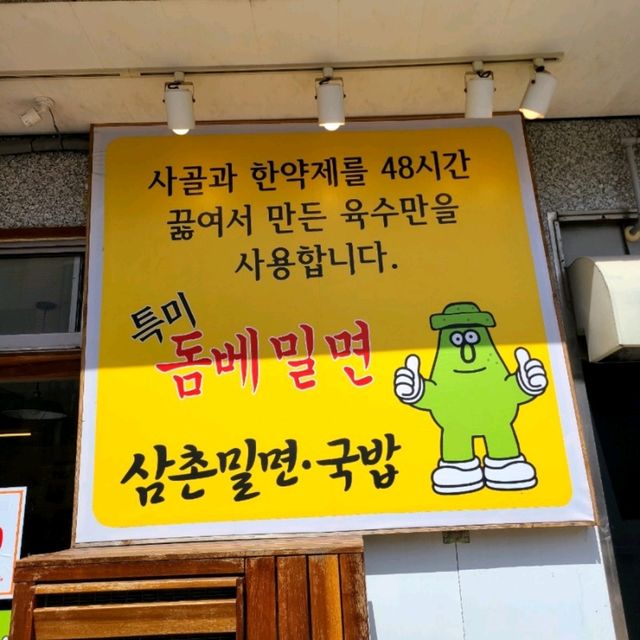 사골과 한약제를 48시간
끓여서 만든 육수만을
사용합니다.
특미
돔베밀면
삼촌밀면·국밥